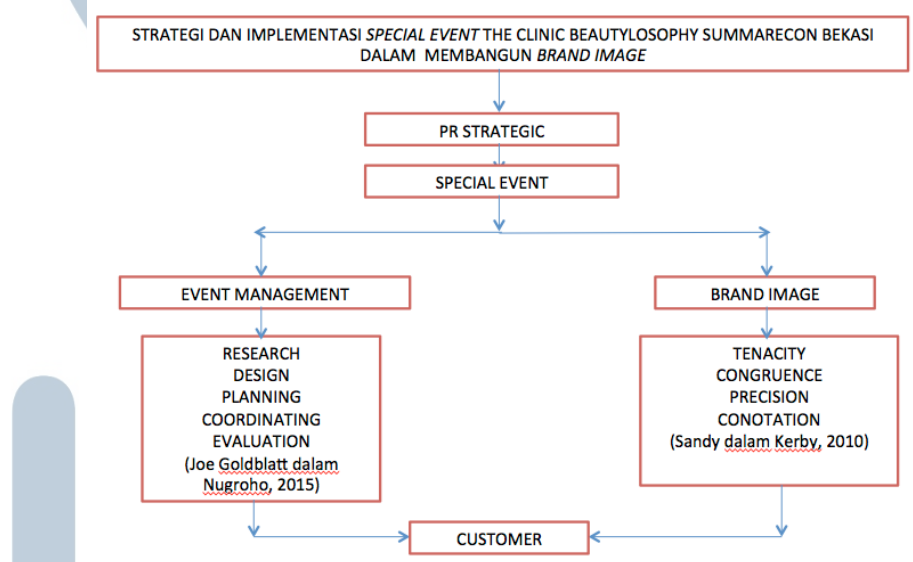 STRATEGI DAN IMPLEMENTASI SPECIAL EVENT THE CLINIC BEAUTYLOSOPHY SUMMARECON BEKASI
DALAM MEMBANGUN BRAND IMAGE
PR STRATEGIC
SPECIAL EVENT
EVENT MANAGEMENT
RESEARCH
DESIGN
PLANNING
COORDINATING
EVALUATION
(Joe Goldblatt dalam
Nugroho, 2015)
BRAND IMAGE
TENACITY
CONGRUENCE
PRECISION
CONOTATION
(Sandy dalam Kerby, 2010)
CUSTOMER